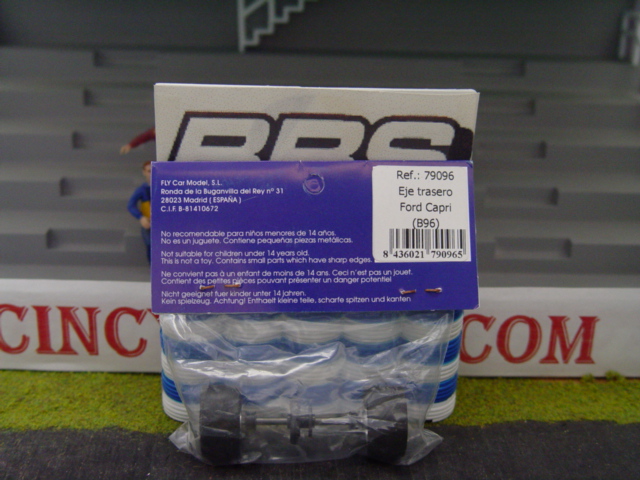 BBS
FLY Car Model, S.L.
Ronda de la Buganvilla del Rey nº 31
28023 Madrid ( ESPAÑA )
C.I.F. B-81410672
Ref.: 79096
Eje trasero
Ford Capri
(B96)
8 436021 790965
No recomendable para niños menores de 14 años.
No es un juguete. Contiene pequeñas piezas metálicas.
Not suitable for children under 14 years old.
This is not a toy. Contains small parts which have sharp edges.
Ne convient pas à un enfant de moins de 14 ans. Ceci n'est pas un jouet.
Contient des petites pièces pouvant présenter un danger potentiel
Nicht geeignet fuer kinder unter 14 jahren.
Kein spielzeug. Achtung! Enthaelt kleine teile, scharfe spitzen und kanten
CINC
COM